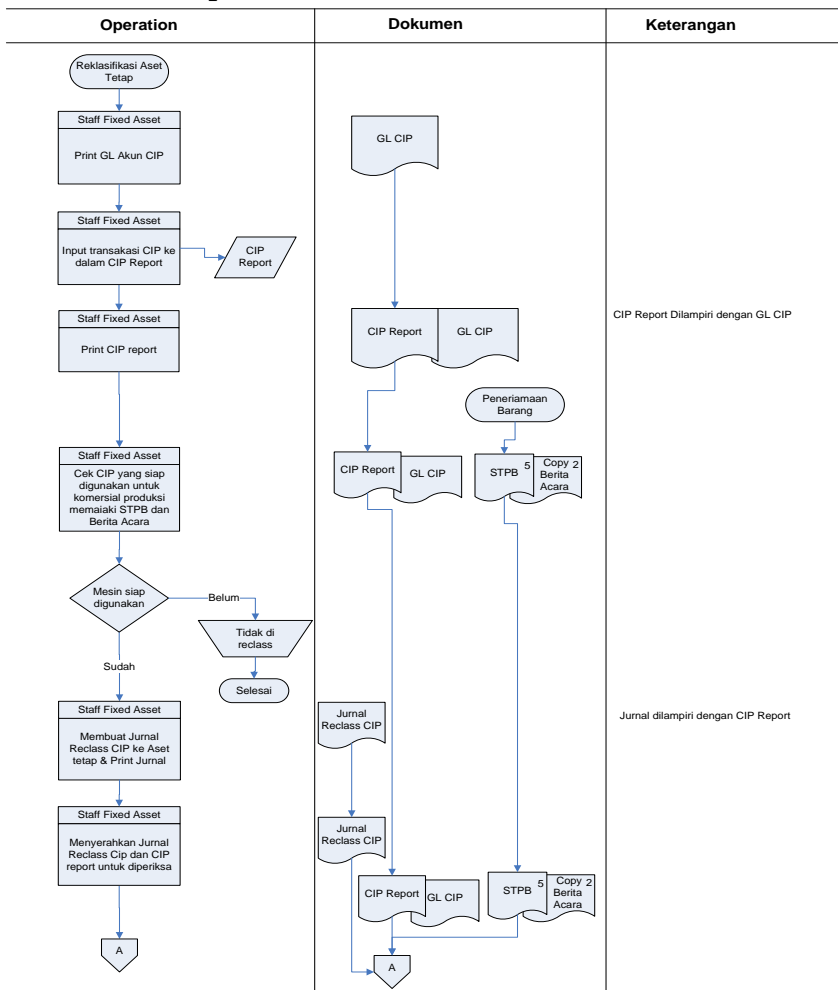 Operation
Dokumen
Keterangan
Reklasifikasi Aset
Tetap
Staff Fixed Asset
Print GL Akun CIP
GL CIP
Staff Fixed Asset
Input transakasi CIP ke
dalam CIP Report
CIP
Report
Staff Fixed Asset
Print CIP report
CIP Report
GL CIP
CIP Report Dilampiri dengan GL CIP
Peneriamaan
Barang
Staff Fixed Asset
Cek CIP yang siap
digunakan untuk
komersial produksi
memaiaki STPB dan
Berita Acara
CIP Report
GL CIP
STPB 5
Copy 2
Berita
Acara
Mesin siap
digunakan
Belum
Tidak di
reclass
Selesai
Sudah
Staff Fixed Asset
Membuat Jurnal
Reclass CIP ke Aset
tetap & Print Jurnal
Jurnal
Reclass CIP
Jurnal dilampiri dengan CIP Report
Staff Fixed Asset
Menyerahkan Jurnal
Reclass Cip dan CIP
report untuk diperiksa
Jurnal
Reclass CIP
CIP Report
GL CIP
STPB 5
Copy 2
Berita
Acara
A
A